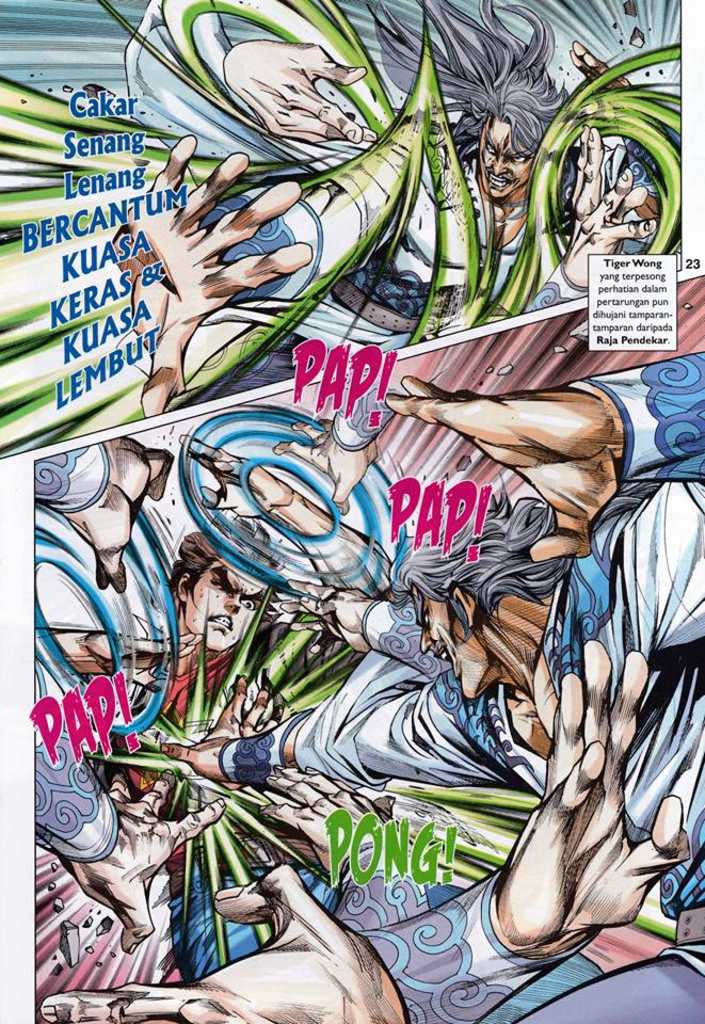 Cakar
Senang
Lenang
BERCANTUM
KUASA
KERAS &
KUASA
LEMBUT
23
Tiger Wong
yang terpesong
perhatian dalam
pertarungan pun
dihujani tamparan-
tamparan daripada
Raja Pendekar.
PAP!
PAP!
PAP!
PONG!